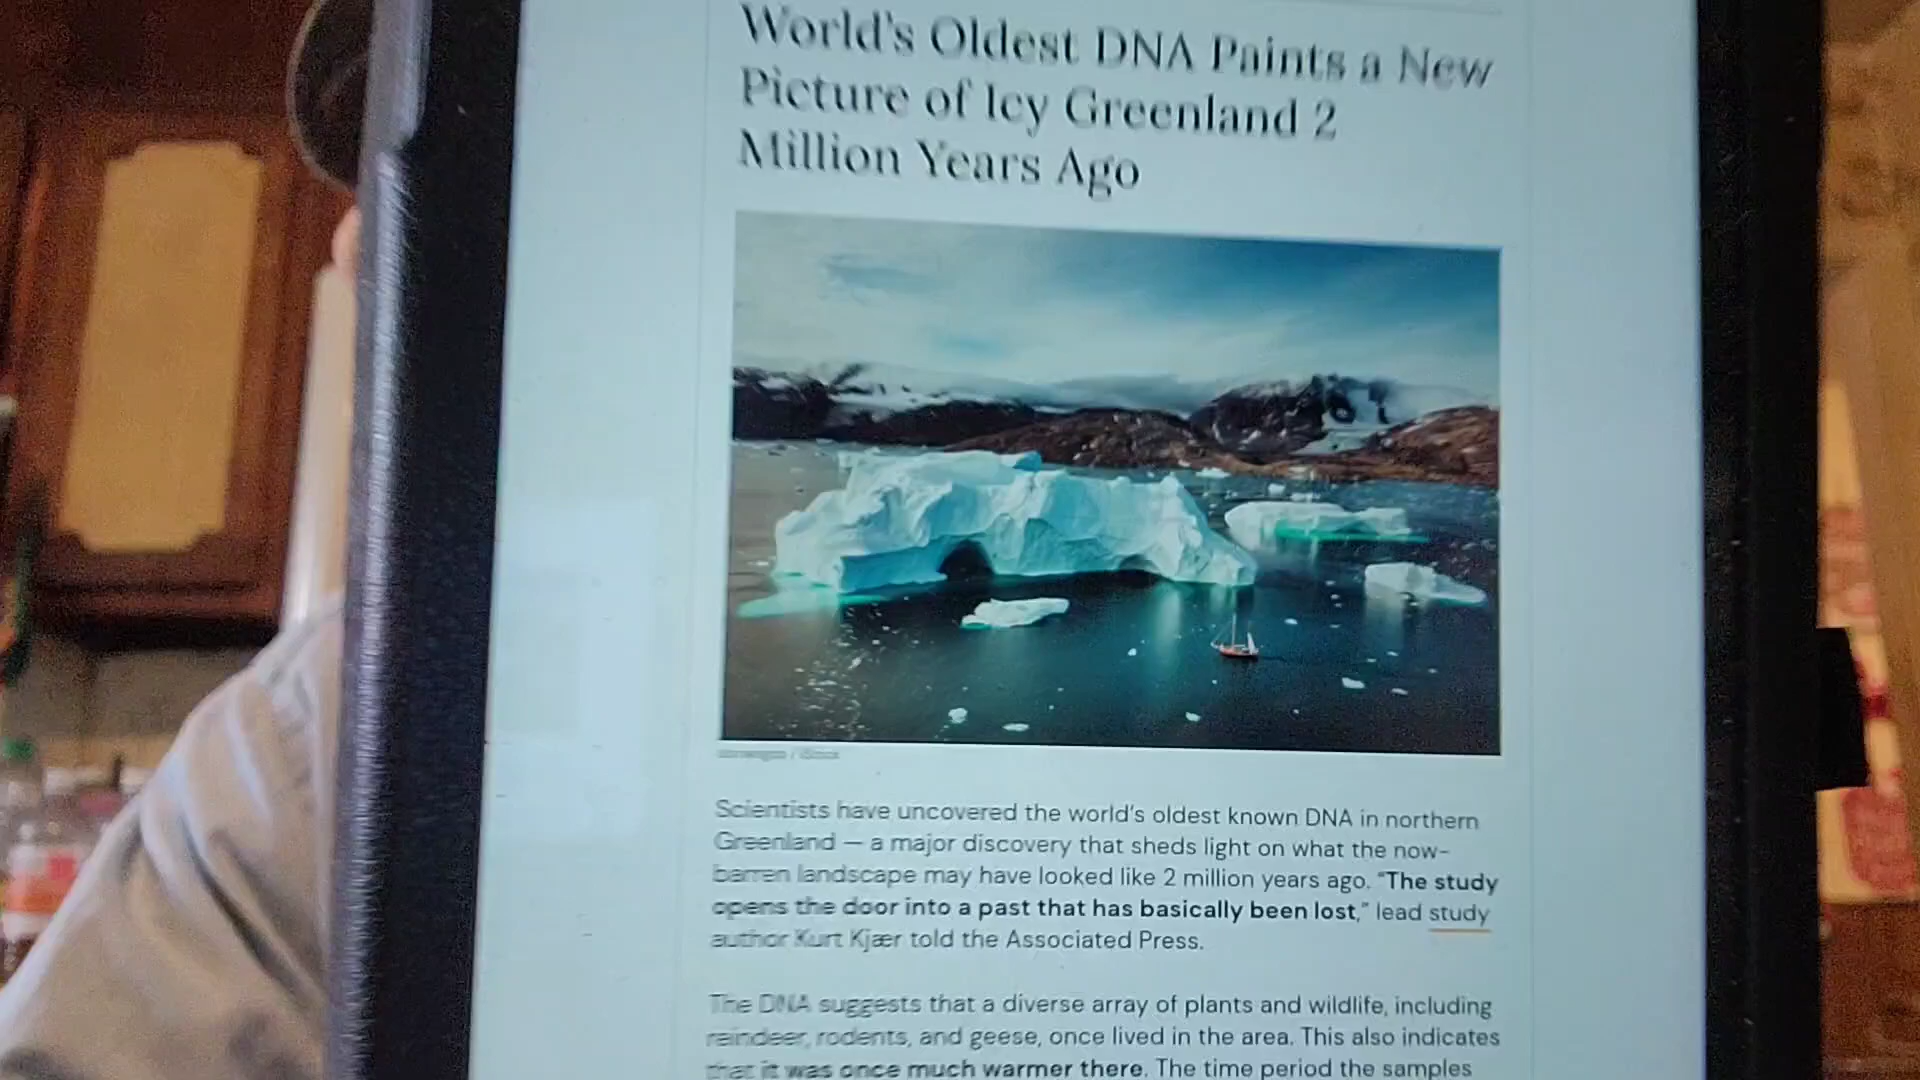 World's Oldest DNA Paints a New
Picture of Icy Greenland 2
Million Years Ago
Scientists have uncovered the world's oldest known DNA in northern
Greenland — a major discovery that sheds light on what the now-
barren landscape may have looked like 2 million years ago. "The study
opens the door into a past that has basically been lost," lead study
author Kurt Kjær told the Associated Press.
The DNA suggests that a diverse array of plants and wildlife, including
reindeer, rodents, and geese, once lived in the area. This also indicates
that it was once much warmer there. The time period the samples